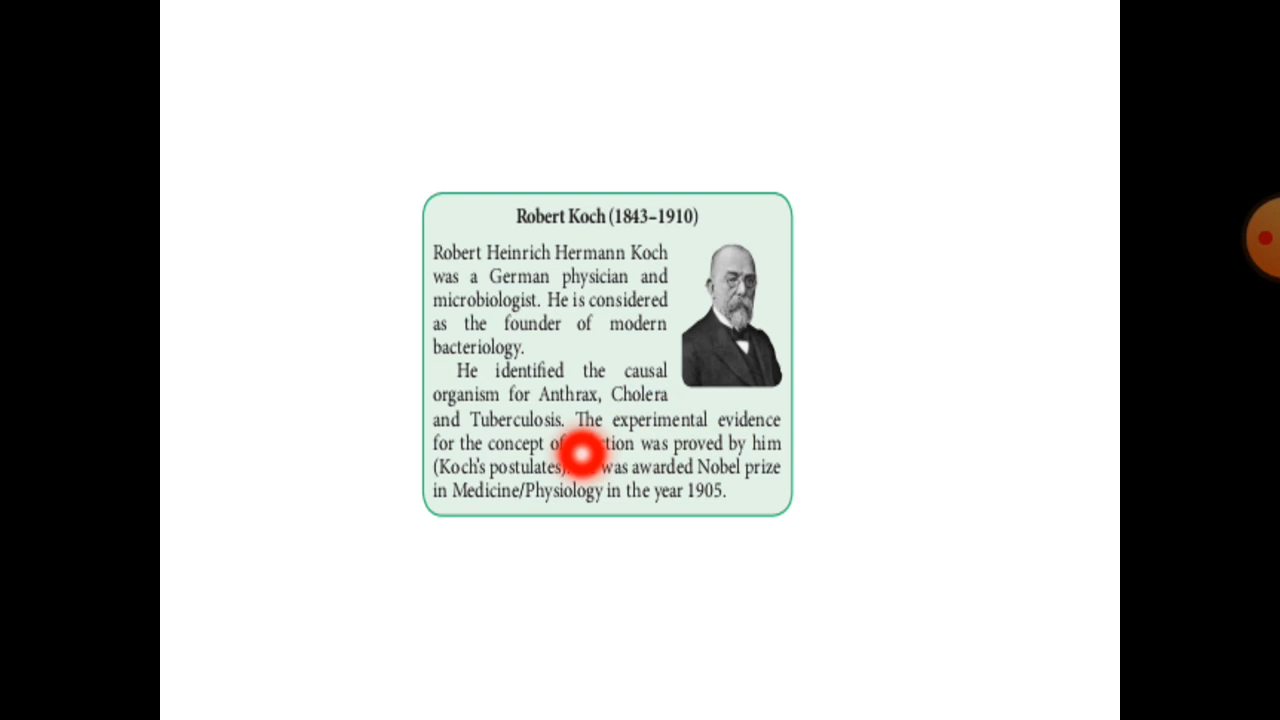 Robert Koch (1843–1910)
Robert Heinrich Hermann Koch
was a German physician and
microbiologist. He is considered
as the founder of modern
bacteriology.
He identified the causal
organism for Anthrax, Cholera
and Tuberculosis. The experimental evidence
for the concept of was proved by him
(Koch's postulates). was awarded Nobel prize
in Medicine/Physiology in the year 1905.